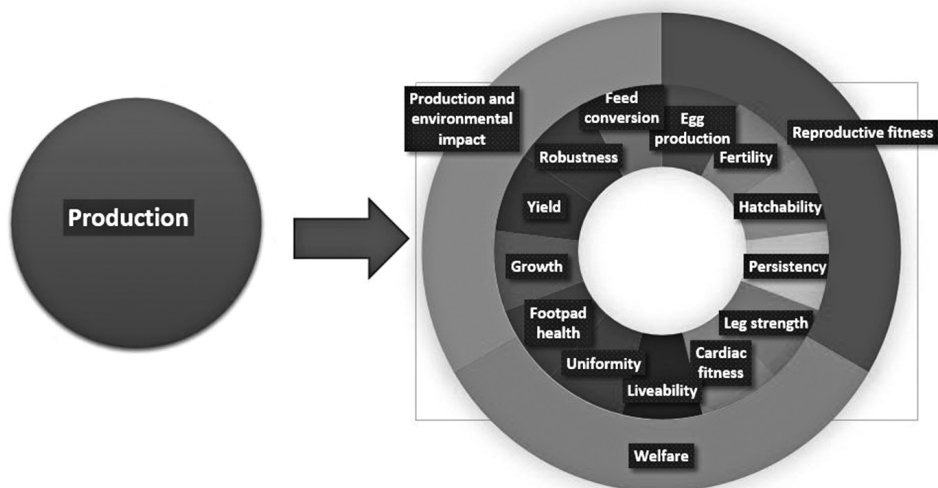 Production
Production and
environmental
impact
Feed
conversion
Egg
production
Reproductive fitness
Robustness
Fertility
Yield
Hatchability
Growth
Persistency
Footpad
health
Leg strength
Uniformity
Cardiac
fitness
Liveability
Welfare